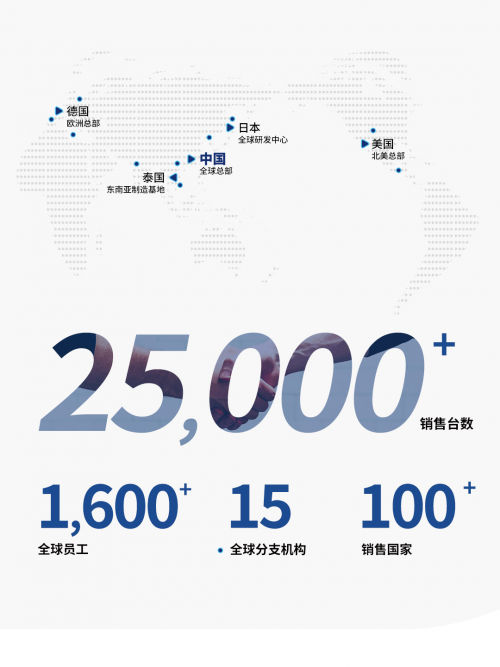 德国
欧洲总部
日本
全球研发中心
中国
全球总部
美国
北美总部
泰国
东南亚制造基地
25,000+
销售台数
1,600+
全球员工
15
全球分支机构
100+
销售国家